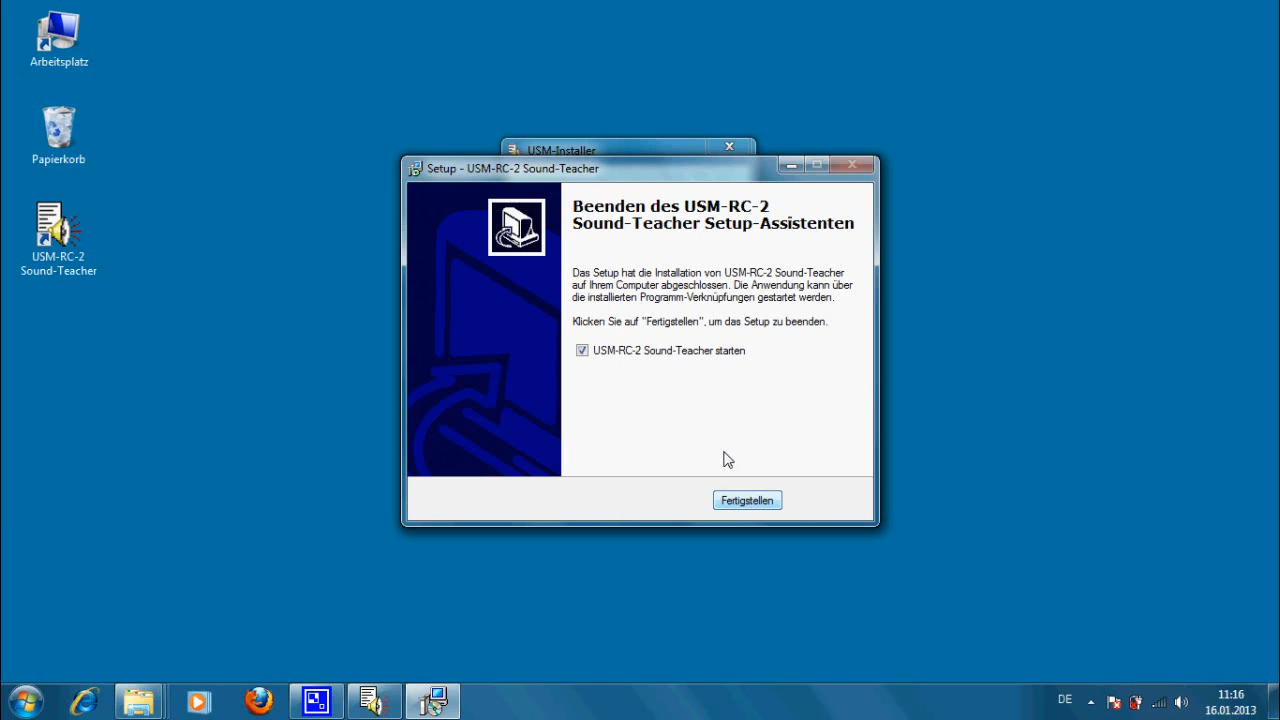 Arbeitsplatz
Papierkorb
USM-RC-2
Sound-Teacher
USM-Installer
Setup - USM-RC-2 Sound-Teacher
Beenden des USM-RC-2
Sound-Teacher Setup-Assistenten
Das Setup hat die Installation von USM-RC-2 Sound-Teacher
auf Ihrem Computer abgeschlossen. Die Anwendung kann über
die installierten Programm-Verknüpfungen gestartet werden.
Klicken Sie auf "Fertigstellen", um das Setup zu beenden.
USM-RC-2 Sound-Teacher starten
Fertigstellen
DE
11:16
16.01.2013